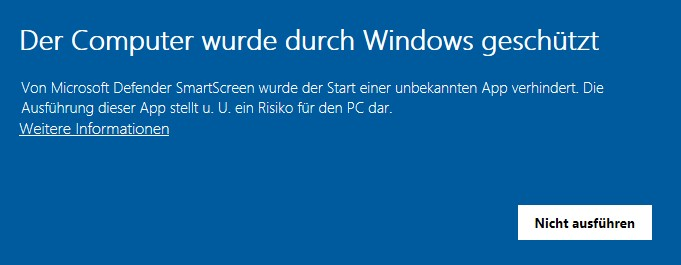 Der Computer wurde durch Windows geschützt
Von Microsoft Defender SmartScreen wurde der Start einer unbekannten App verhindert. Die
Ausführung dieser App stellt u. U. ein Risiko für den PC dar.
Weitere Informationen
Nicht ausführen